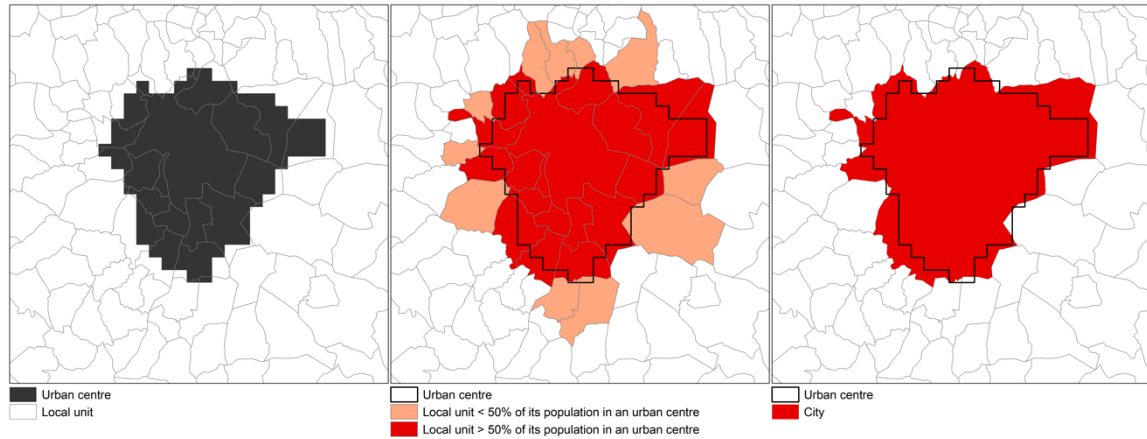 Urban centre
Local unit
Urban centre
Local unit < 50% of its population in an urban centre
Local unit > 50% of its population in an urban centre
Urban centre
City